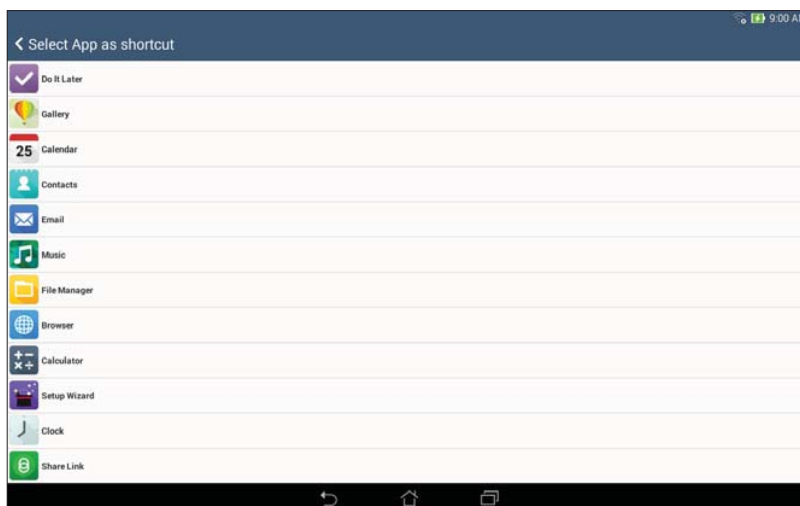 9:00 AM
Select App as shortcut
Do It Later
Gallery
25 Calendar
Contacts
Email
Music
File Manager
Browser
Calculator
Setup Wizard
Clock
Share Link